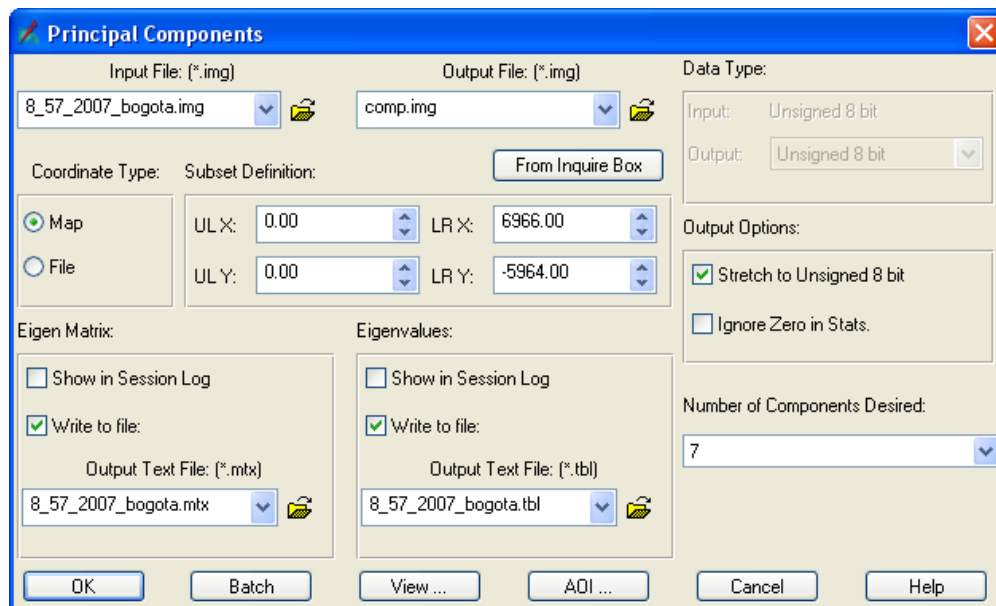 Principal Components
Input File: (*.img)
8_57_2007_bogota.img
Output File: (*.img)
comp.img
Data Type:
Input: Unsigned 8 bit
Output: Unsigned 8 bit
Coordinate Type:
Map
File
Subset Definition:
From Inquire Box
UL X: 0.00
LR X: 6966.00
UL Y: 0.00
LR Y: -5964.00
Output Options:
Stretch to Unsigned 8 bit
Ignore Zero in Stats.
Eigen Matrix:
Show in Session Log
Write to file:
Output Text File: (*.mtx)
8_57_2007_bogota.mtx
Eigenvalues:
Show in Session Log
Write to file:
Output Text File: (*.tbl)
8_57_2007_bogota.tbl
Number of Components Desired:
7
OK
Batch
View ...
AOI ...
Cancel
Help